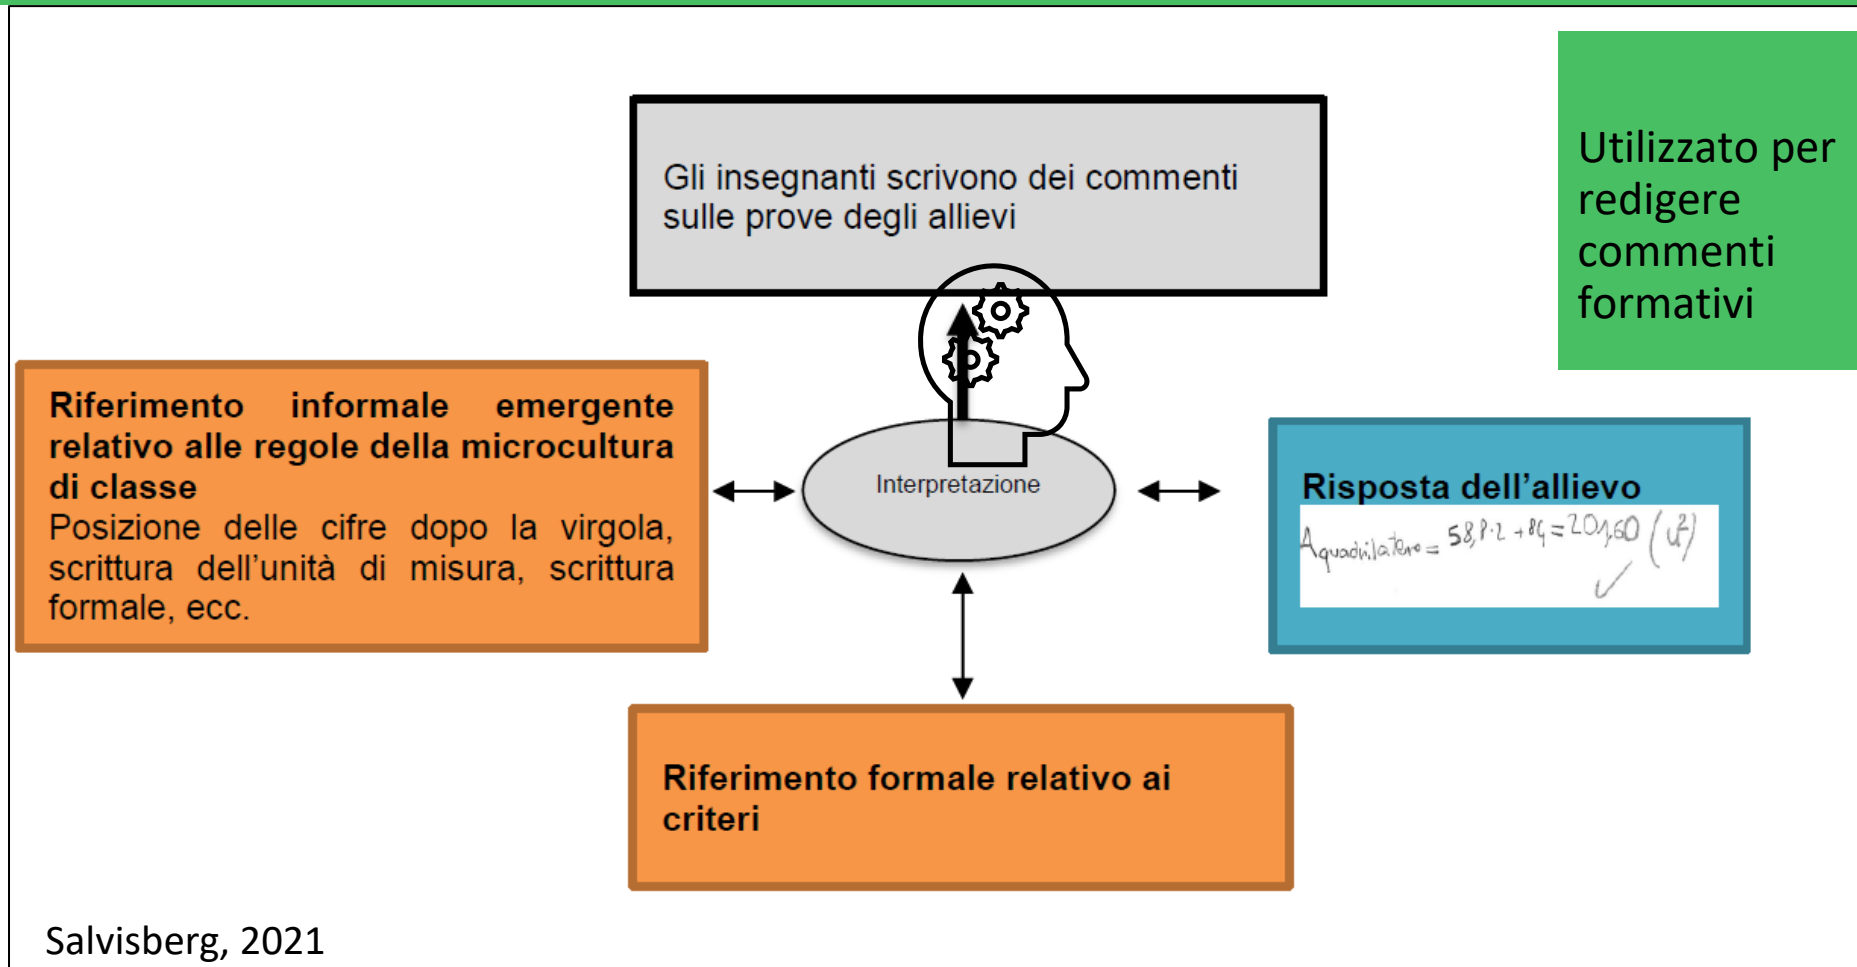 Gli insegnanti scrivono dei commenti
sulle prove degli allievi
Utilizzato per
redigere
commenti
formativi
Riferimento informale emergente
relativo alle regole della microcultura
di classe
Posizione delle cifre dopo la virgola,
scrittura dell'unità di misura, scrittura
formale, ecc.
Interpretazione
Risposta dell'allievo
Aquadrilatero = 58,8·2 + 84 = 201,60 (u²)
Riferimento formale relativo ai
criteri
Salvisberg, 2021